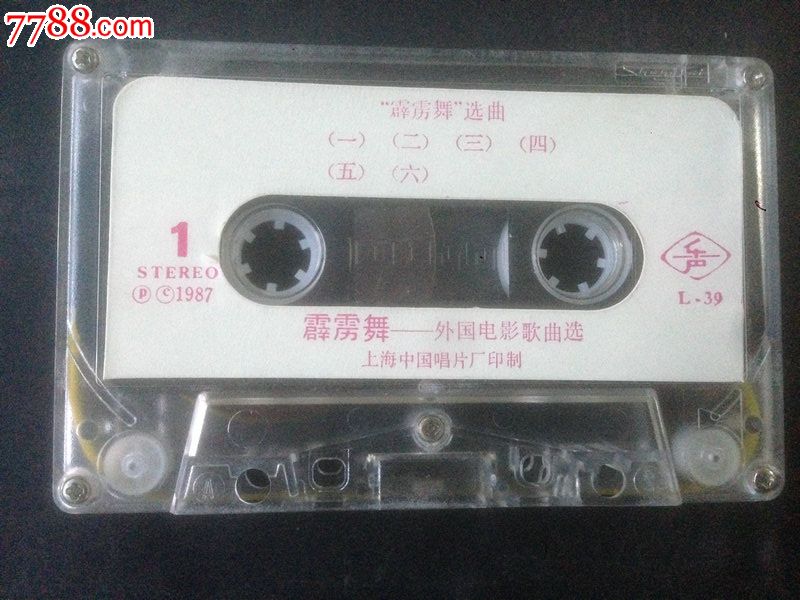 7788.com
“霹雳舞”选曲
（一） （二） （三） （四）
（五） （六）
1
STEREO
Ⓟ Ⓒ1987
L-39
霹雳舞——外国电影歌曲选
上海中国唱片厂印制
A